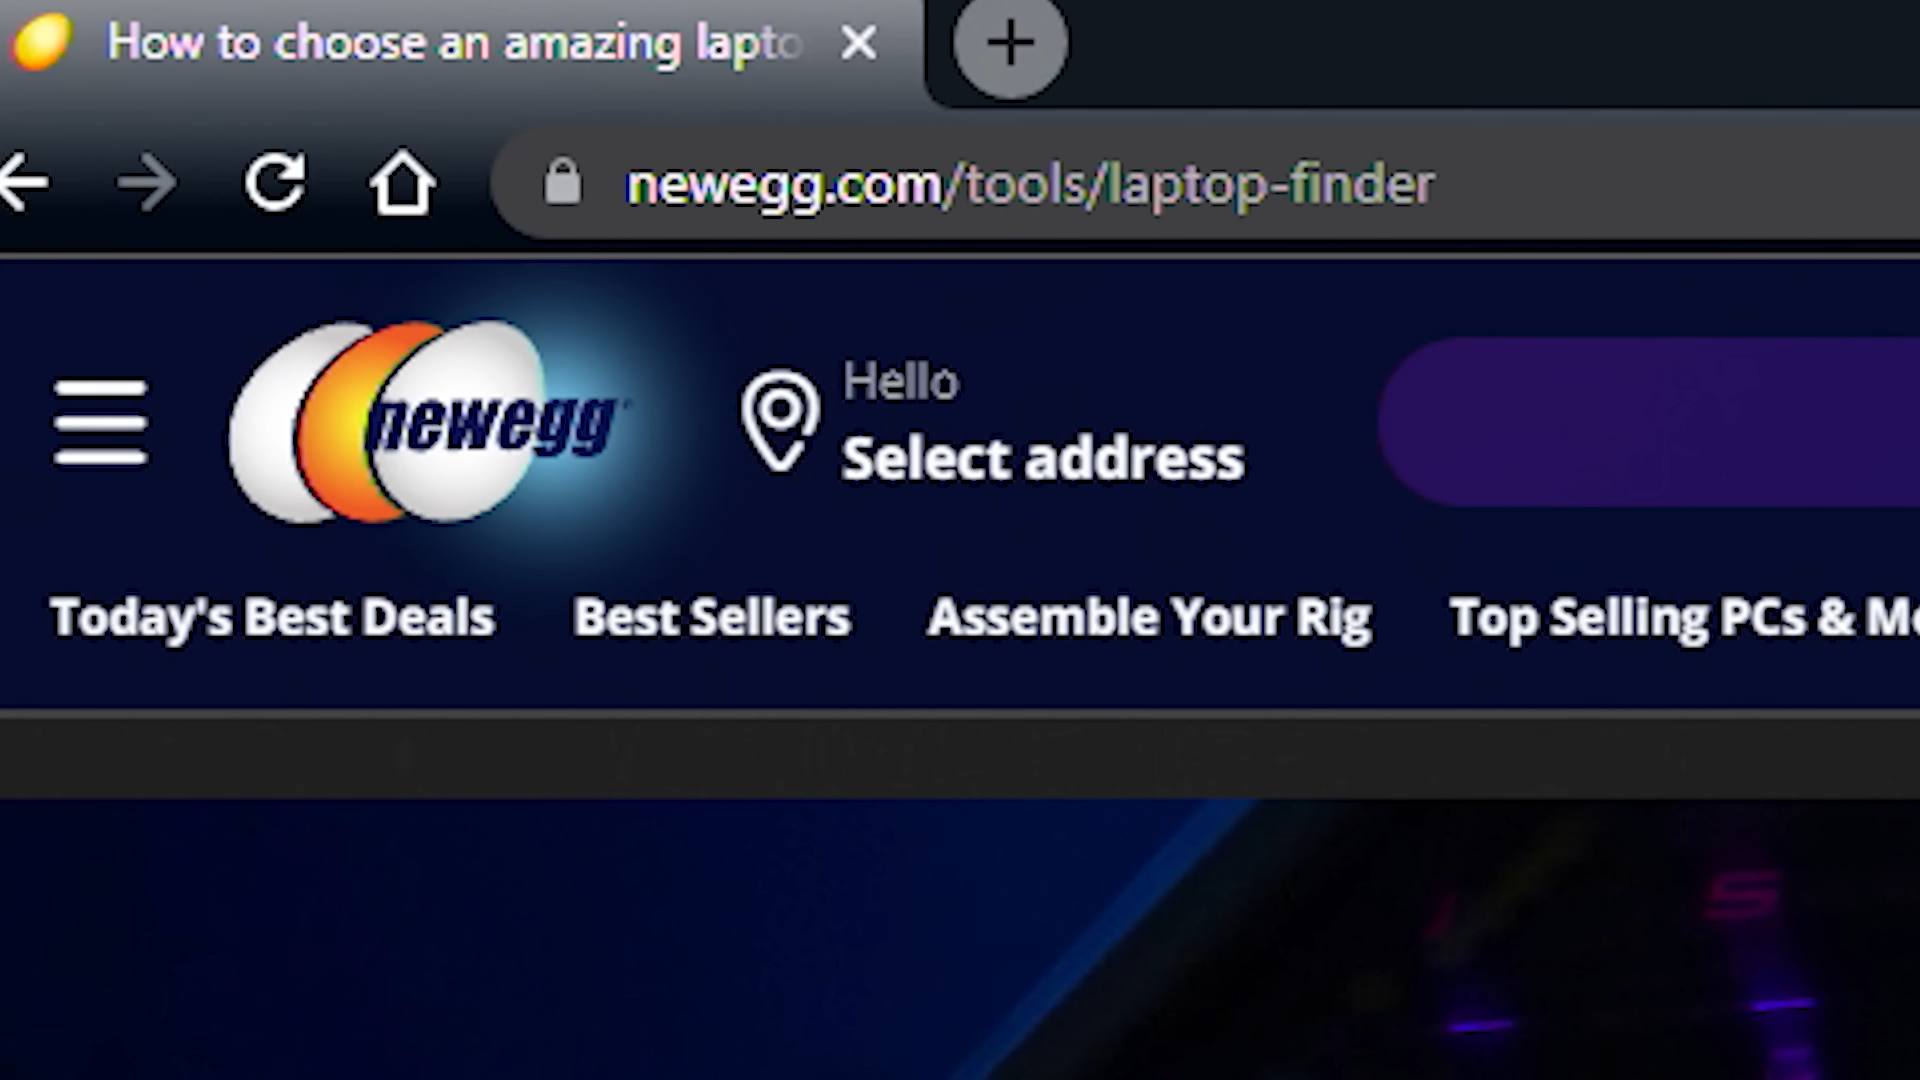 How to choose an amazing lapto
newegg.com/tools/laptop-finder
newegg
Hello
Select address
Today's Best Deals Best Sellers Assemble Your Rig Top Selling PCs & Mo
S